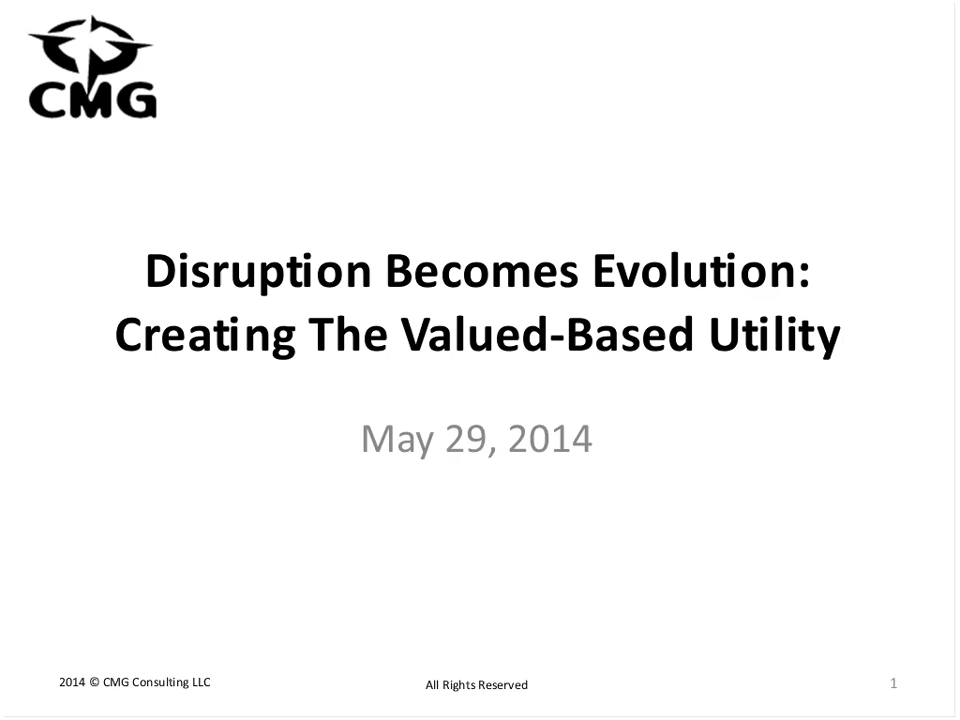 CMG
Disruption Becomes Evolution:
Creating The Valued-Based Utility
May 29, 2014
2014 © CMG Consulting LLC
All Rights Reserved
1